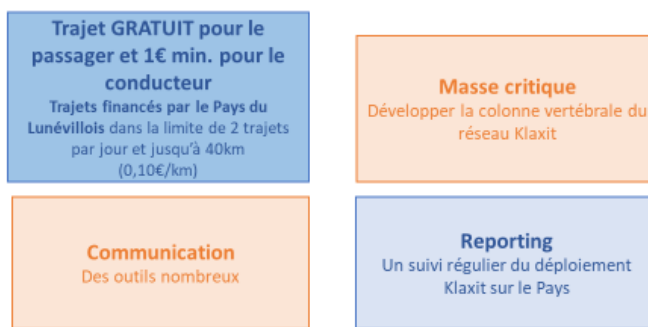 Trajet GRATUIT pour le
passager et 1€ min. pour le
conducteur
Trajets financés par le Pays du
Lunévillois dans la limite de 2 trajets
par jour et jusqu'à 40km
(0,10€/km)
Masse critique
Développer la colonne vertébrale du
réseau Klaxit
Communication
Des outils nombreux
Reporting
Un suivi régulier du déploiement
Klaxit sur le Pays